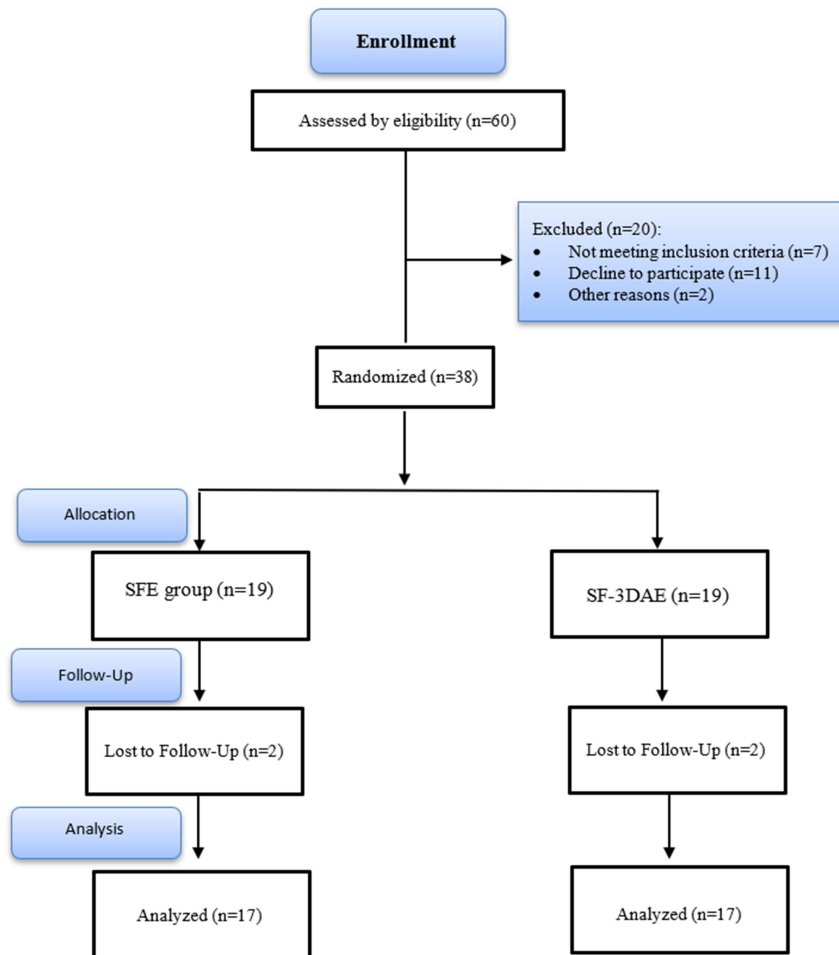 Enrollment
Assessed by eligibility (n=60)
Excluded (n=20):
• Not meeting inclusion criteria (n=7)
• Decline to participate (n=11)
• Other reasons (n=2)
Randomized (n=38)
Allocation
SFE group (n=19)
SF-3DAE (n=19)
Follow-Up
Lost to Follow-Up (n=2)
Lost to Follow-Up (n=2)
Analysis
Analyzed (n=17)
Analyzed (n=17)